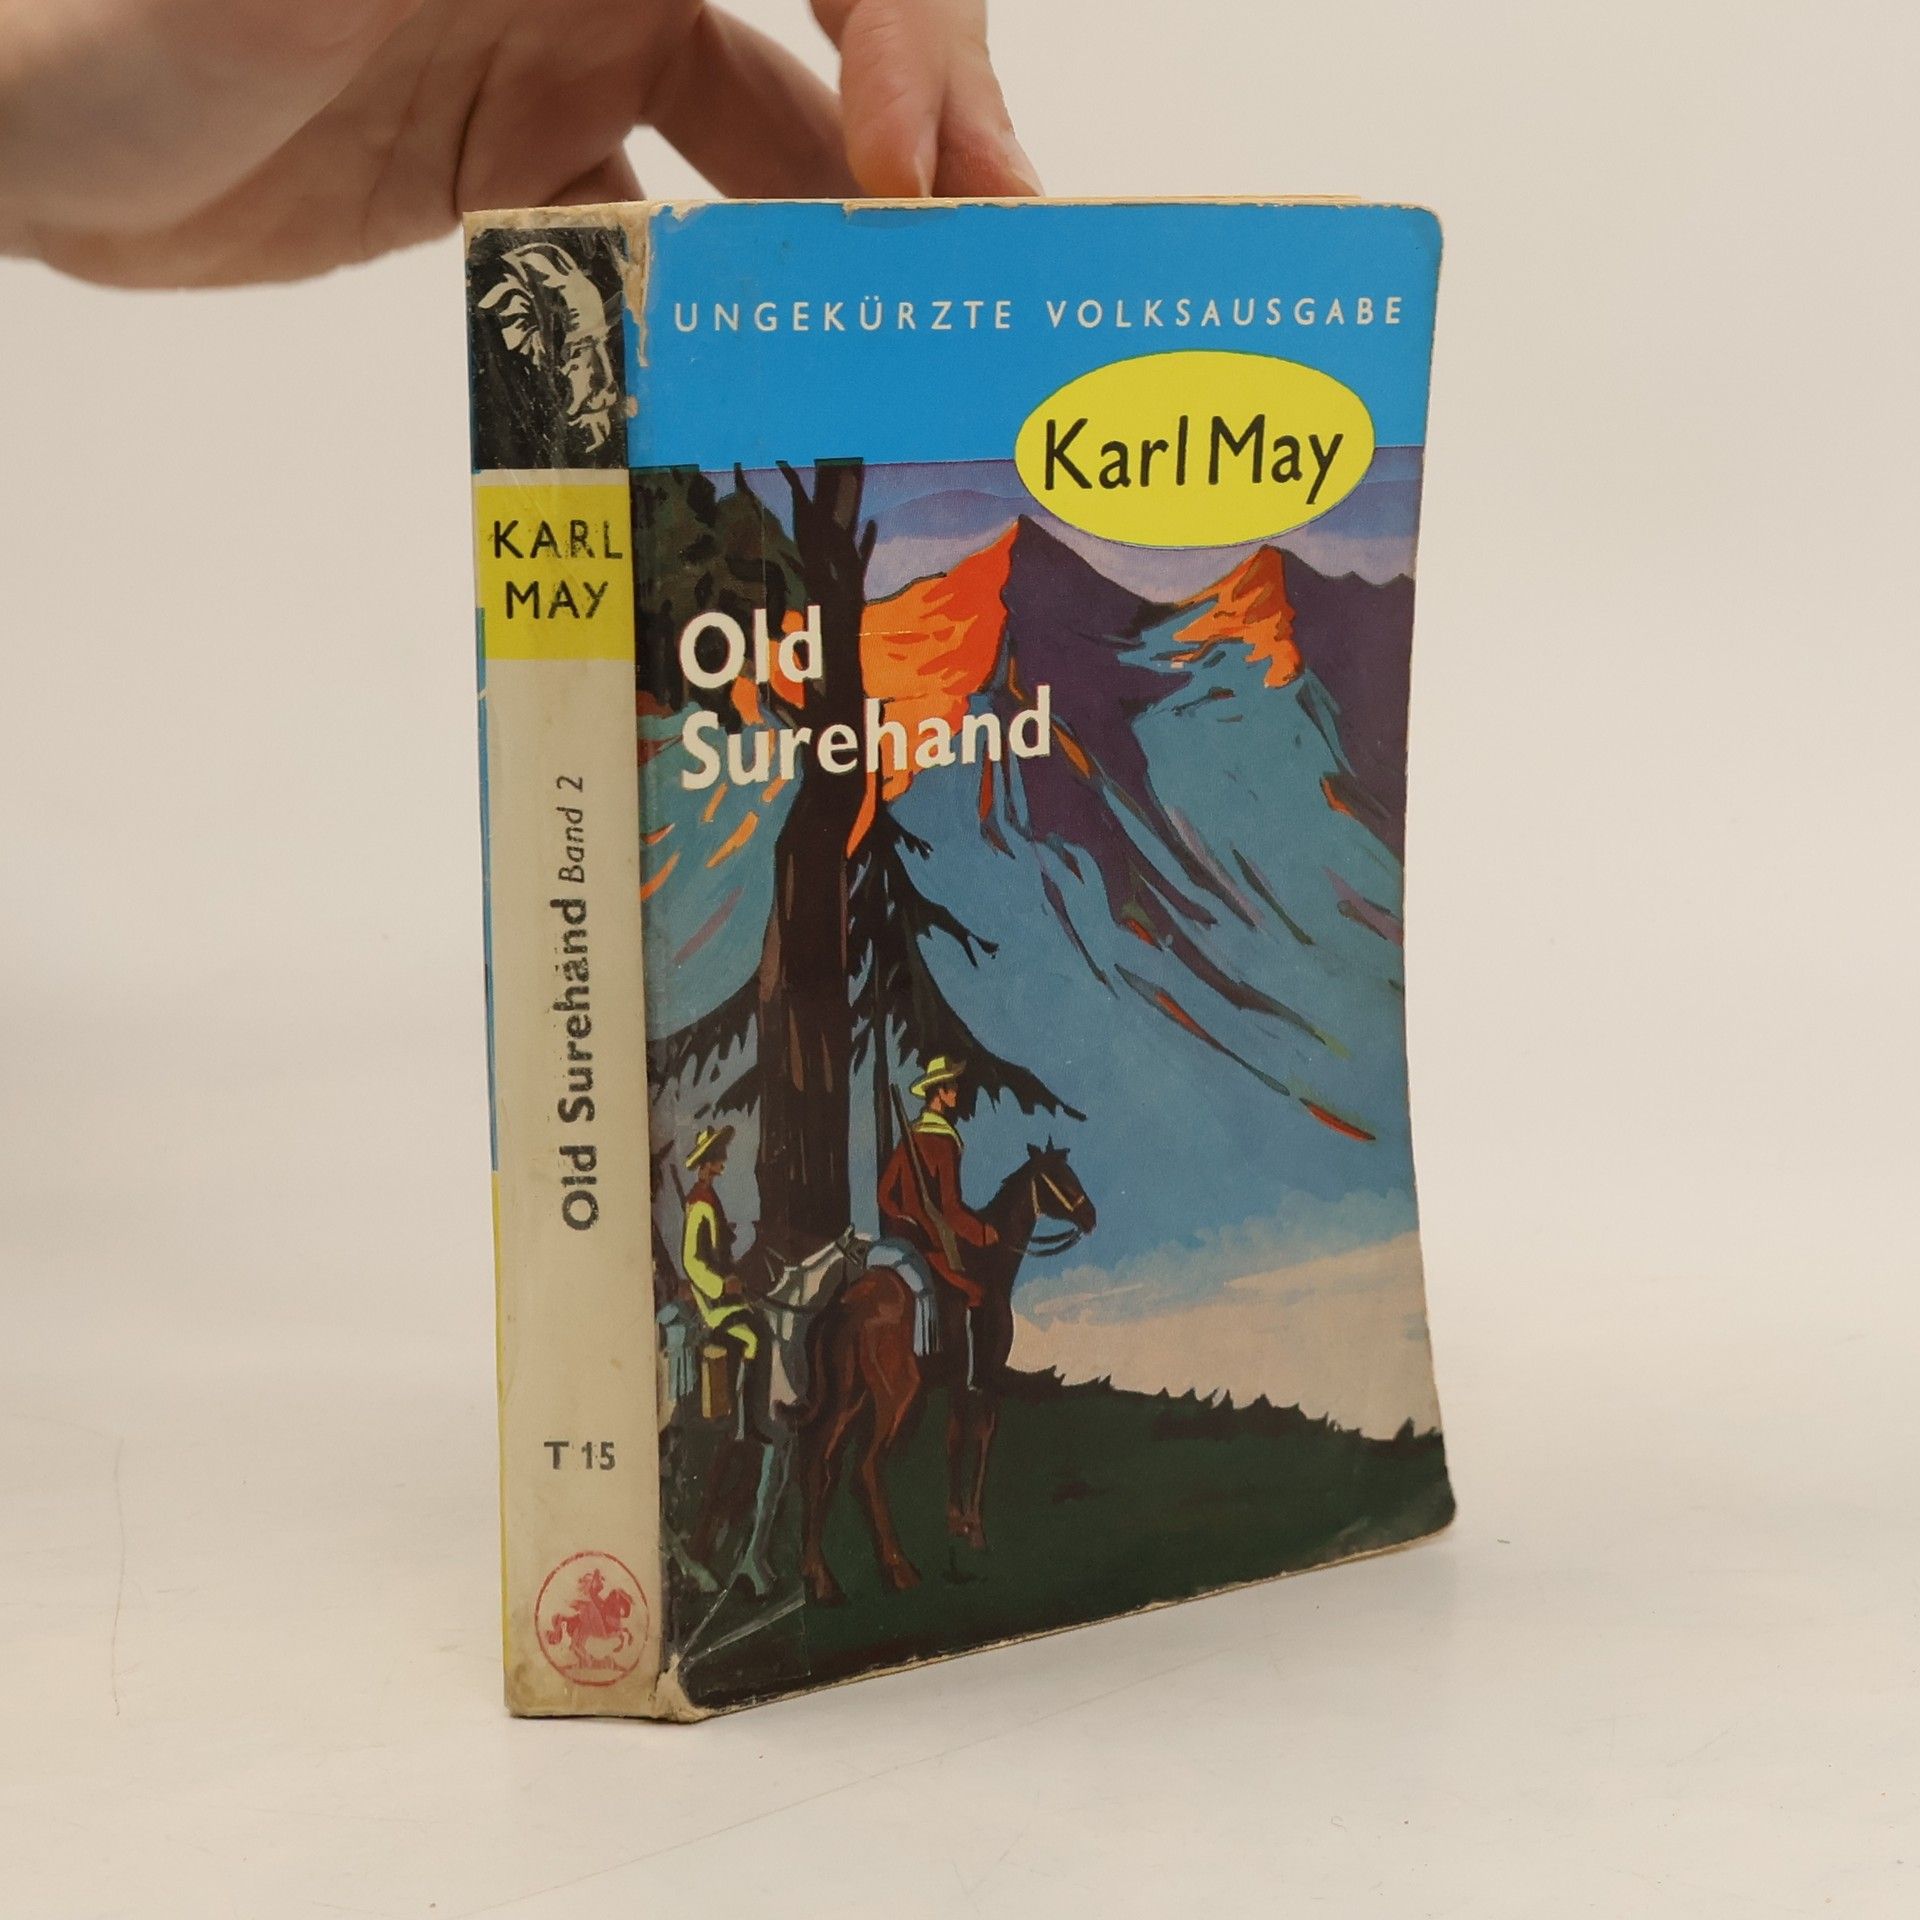 UNGEKÜRZTE VOLKSAUSGABE
Karl May
Old
Surehand
KARL
MAY
Old Surehand Band 2
T 15